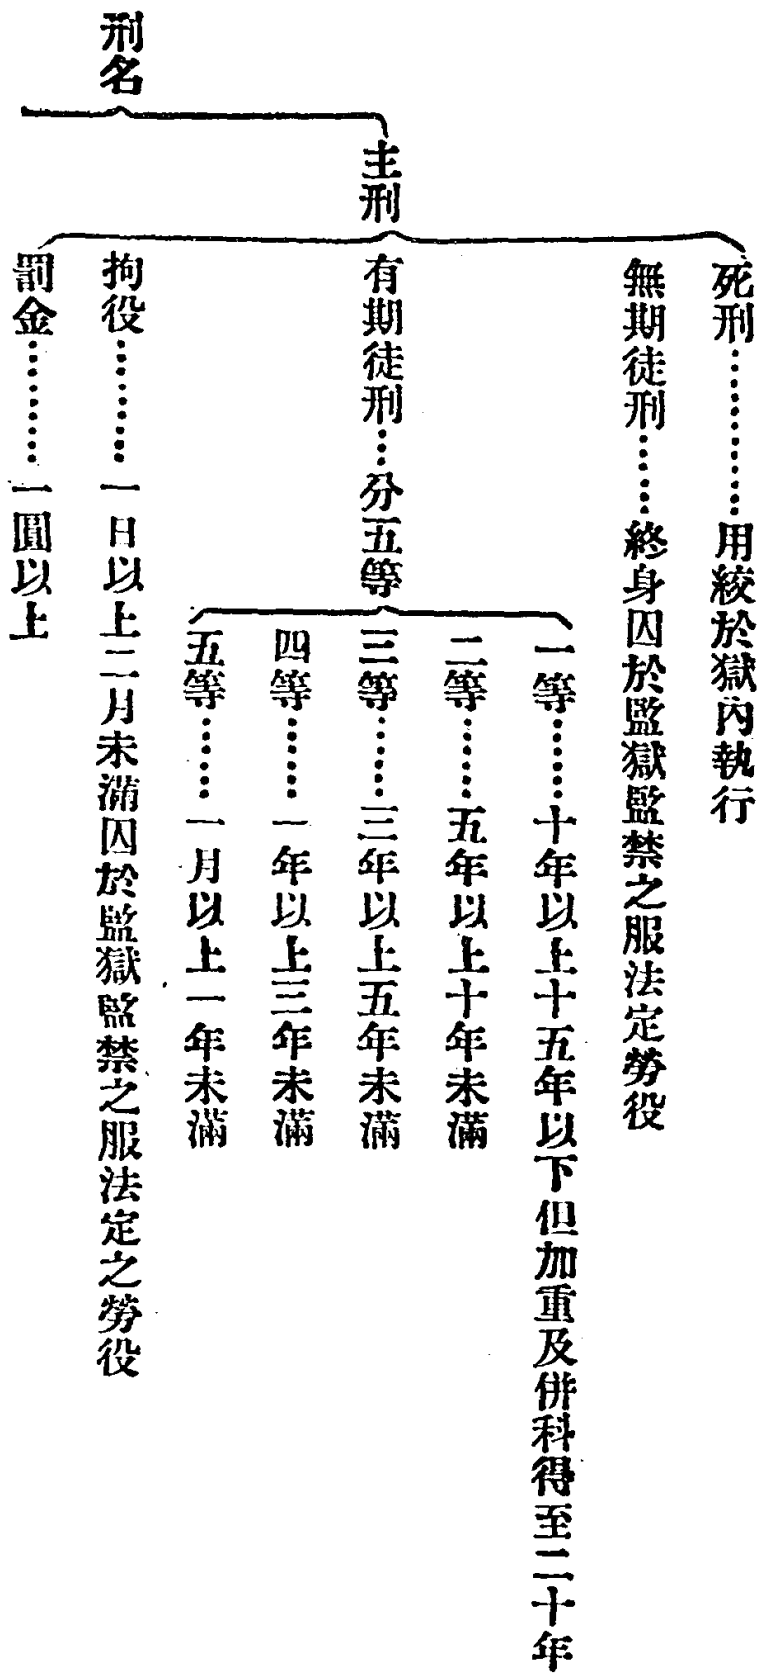 刑名
主刑
死刑…………用絞於獄內執行
無期徒刑……終身囚於監獄監禁之服法定勞役
有期徒刑…分五等
一等……十年以上十五年以下但加重及併科得至二十年
二等……五年以上十年未滿
三等……三年以上五年未滿
四等……一年以上三年未滿
五等……一月以上一年未滿
拘役………一日以上二月未滿囚於監獄監禁之服法定之勞役
罰金………一圓以上